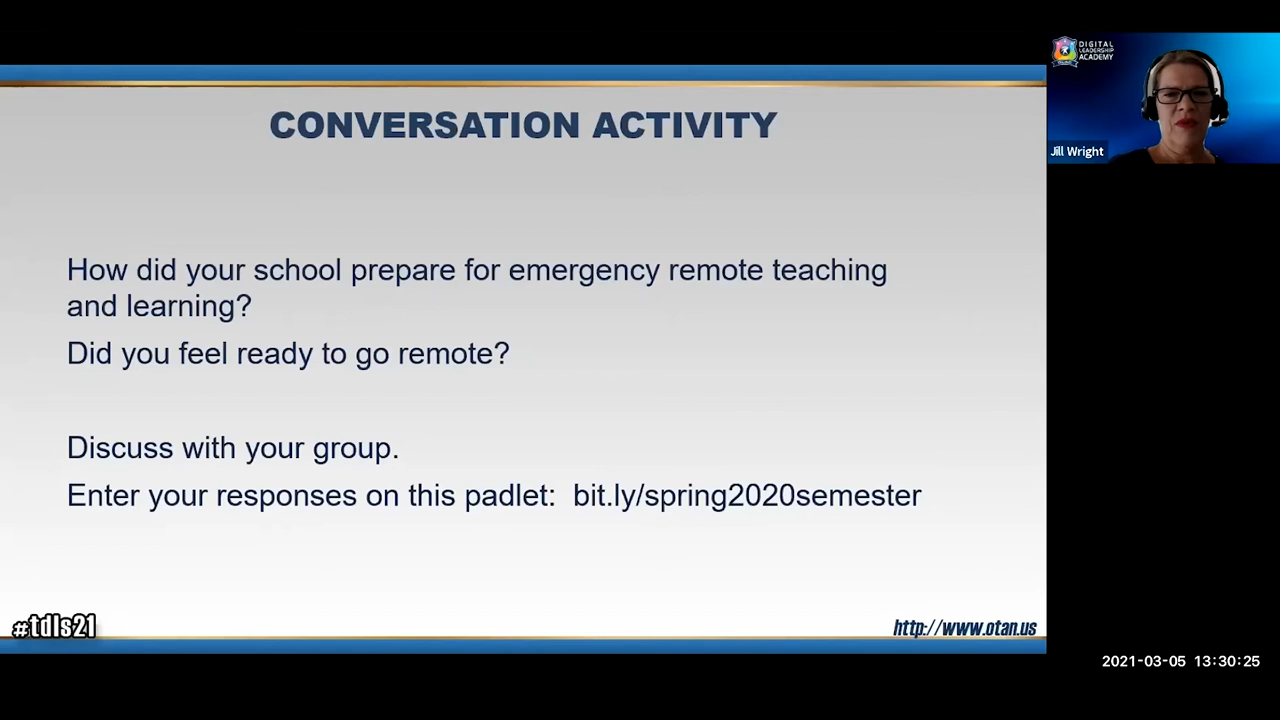 CONVERSATION ACTIVITY
How did your school prepare for emergency remote teaching
and learning?
Did you feel ready to go remote?
Discuss with your group.
Enter your responses on this padlet: bit.ly/spring2020semester
#tdls21
http://www.otan.us
DIGITAL
LEADERSHIP
ACADEMY
Jill Wright
2021-03-05 13:30:25